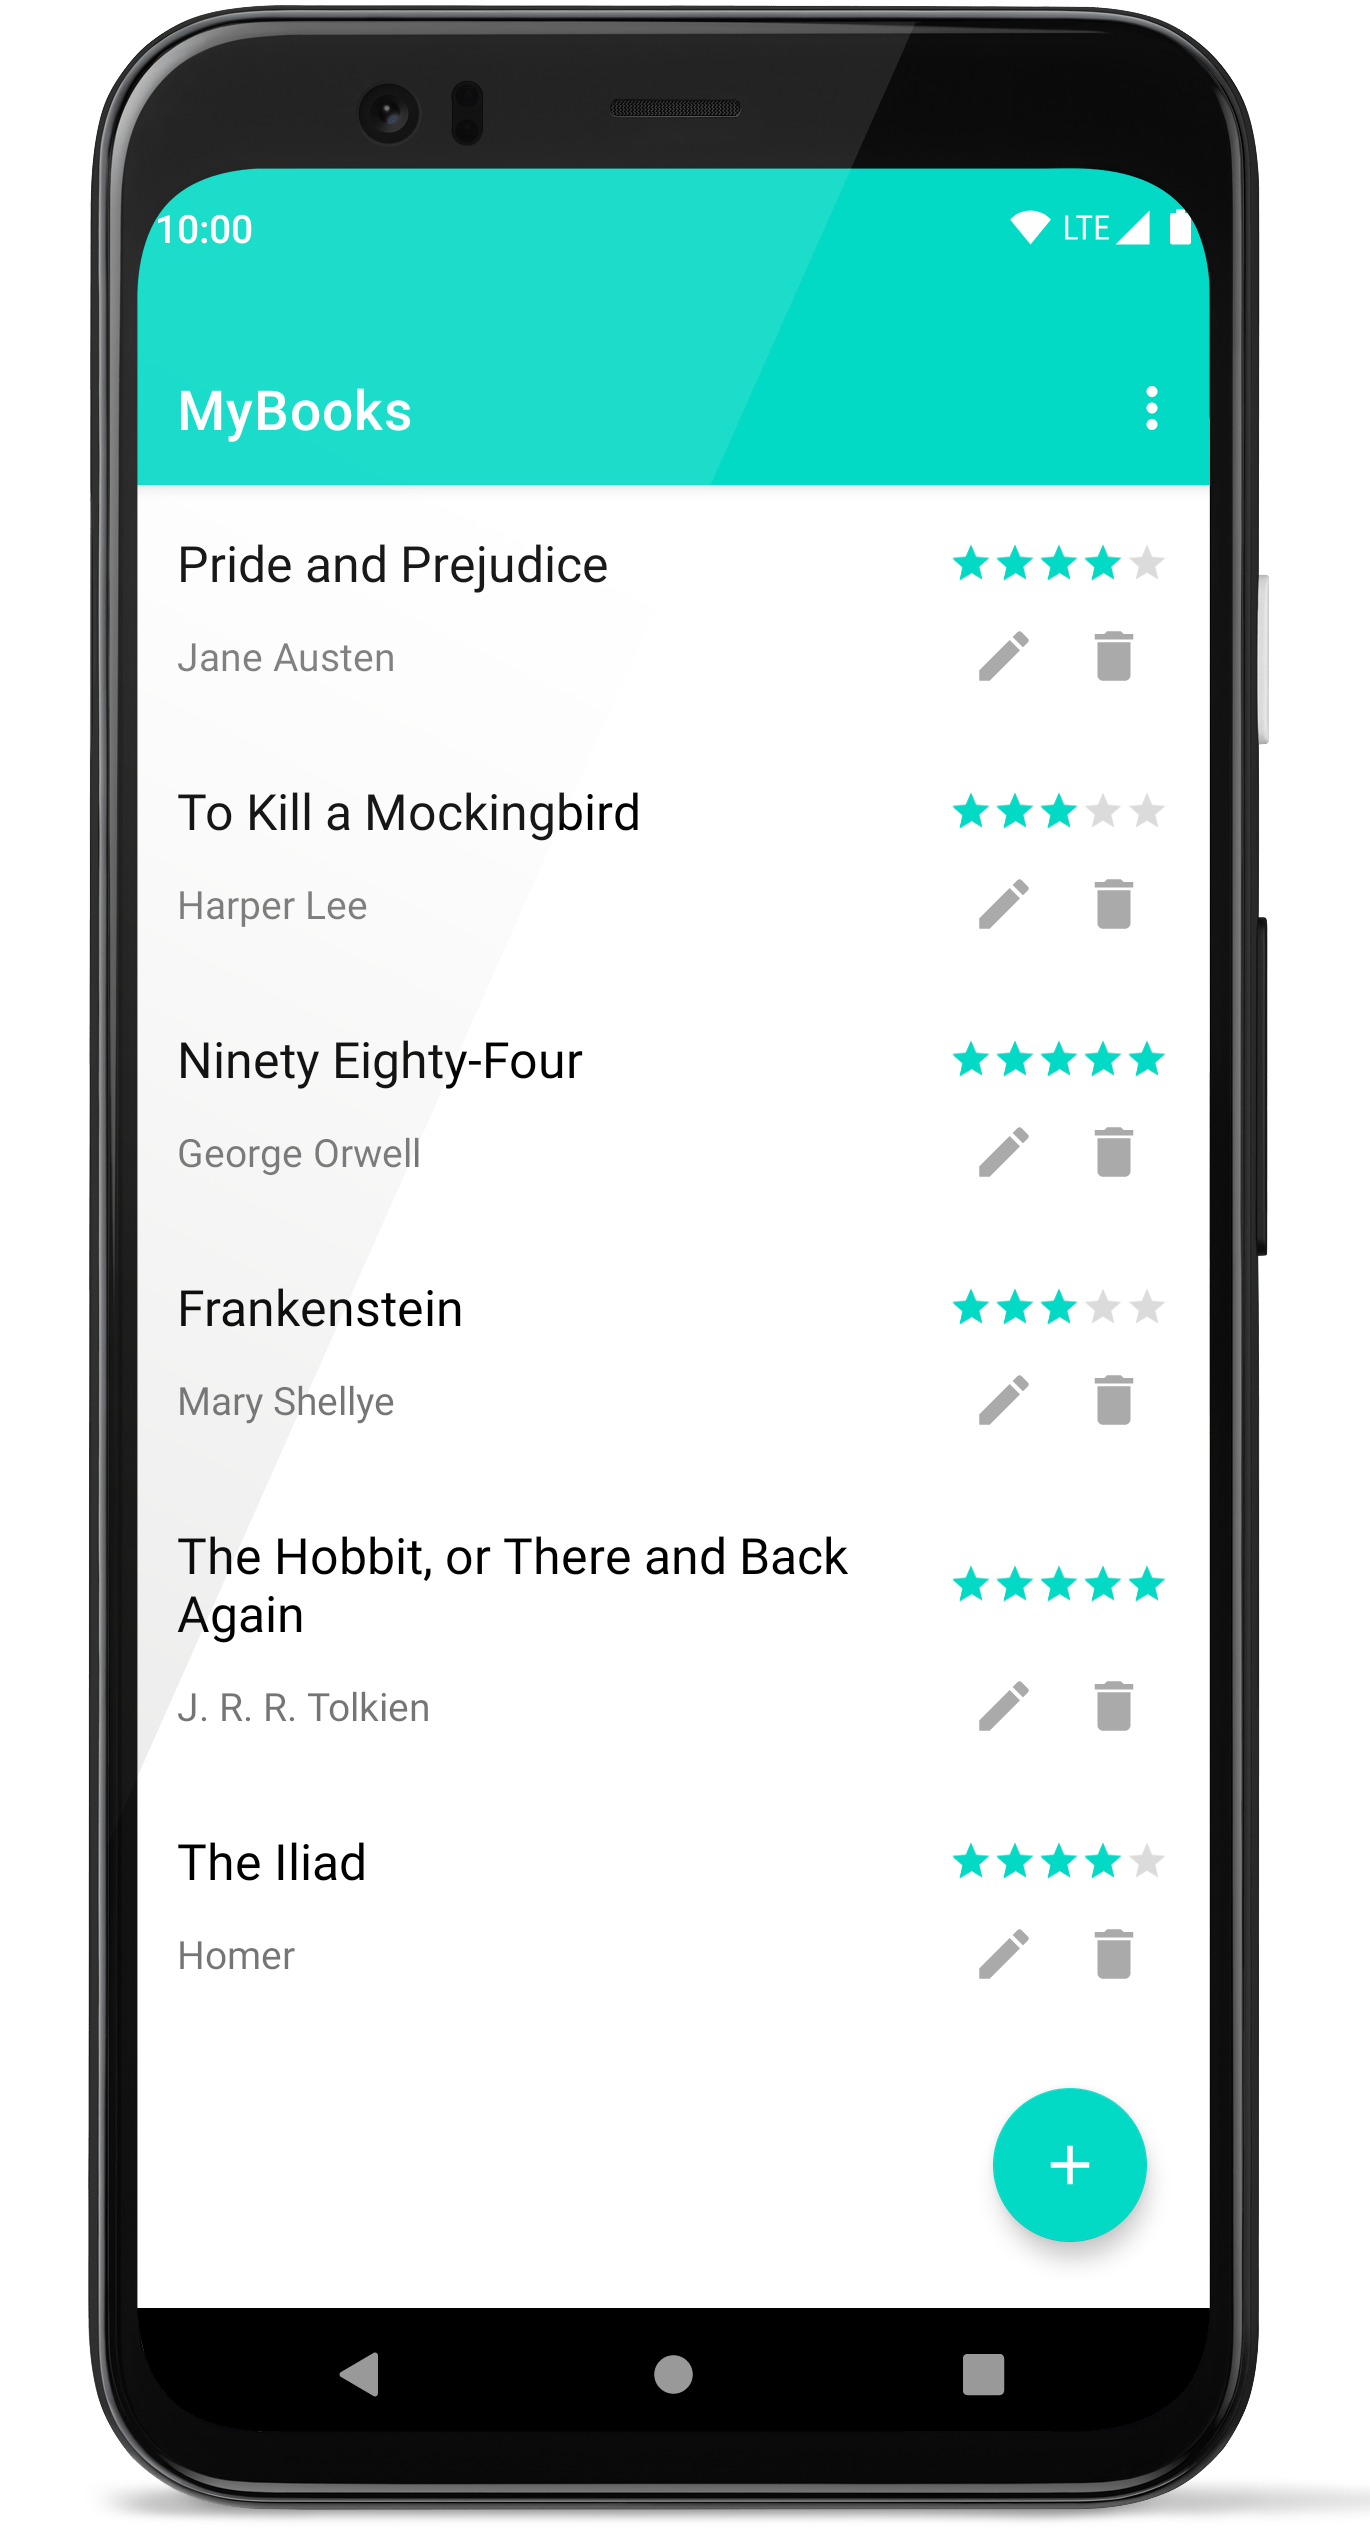 10:00
LTE
MyBooks
Pride and Prejudice
Jane Austen
To Kill a Mockingbird
Harper Lee
Ninety Eighty-Four
George Orwell
Frankenstein
Mary Shellye
The Hobbit, or There and Back
Again
J. R. R. Tolkien
The Iliad
Homer